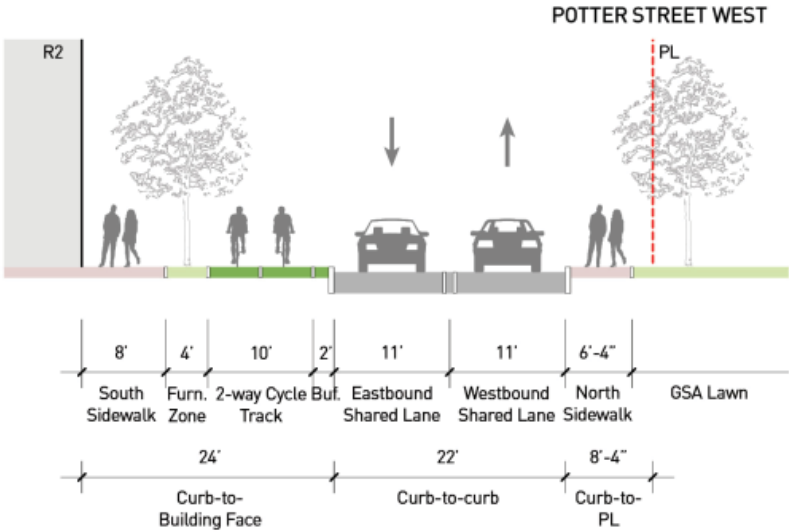 POTTER STREET WEST
R2
PL
8' 4' 10' 2' 11' 11' 6'-4"
South Furn. 2-way Cycle Buf. Eastbound Westbound North GSA Lawn
Sidewalk Zone Track Shared Lane Shared Lane Sidewalk
24' 22' 8'-4"
Curb-to- Curb-to-curb Curb-to-
Building Face PL